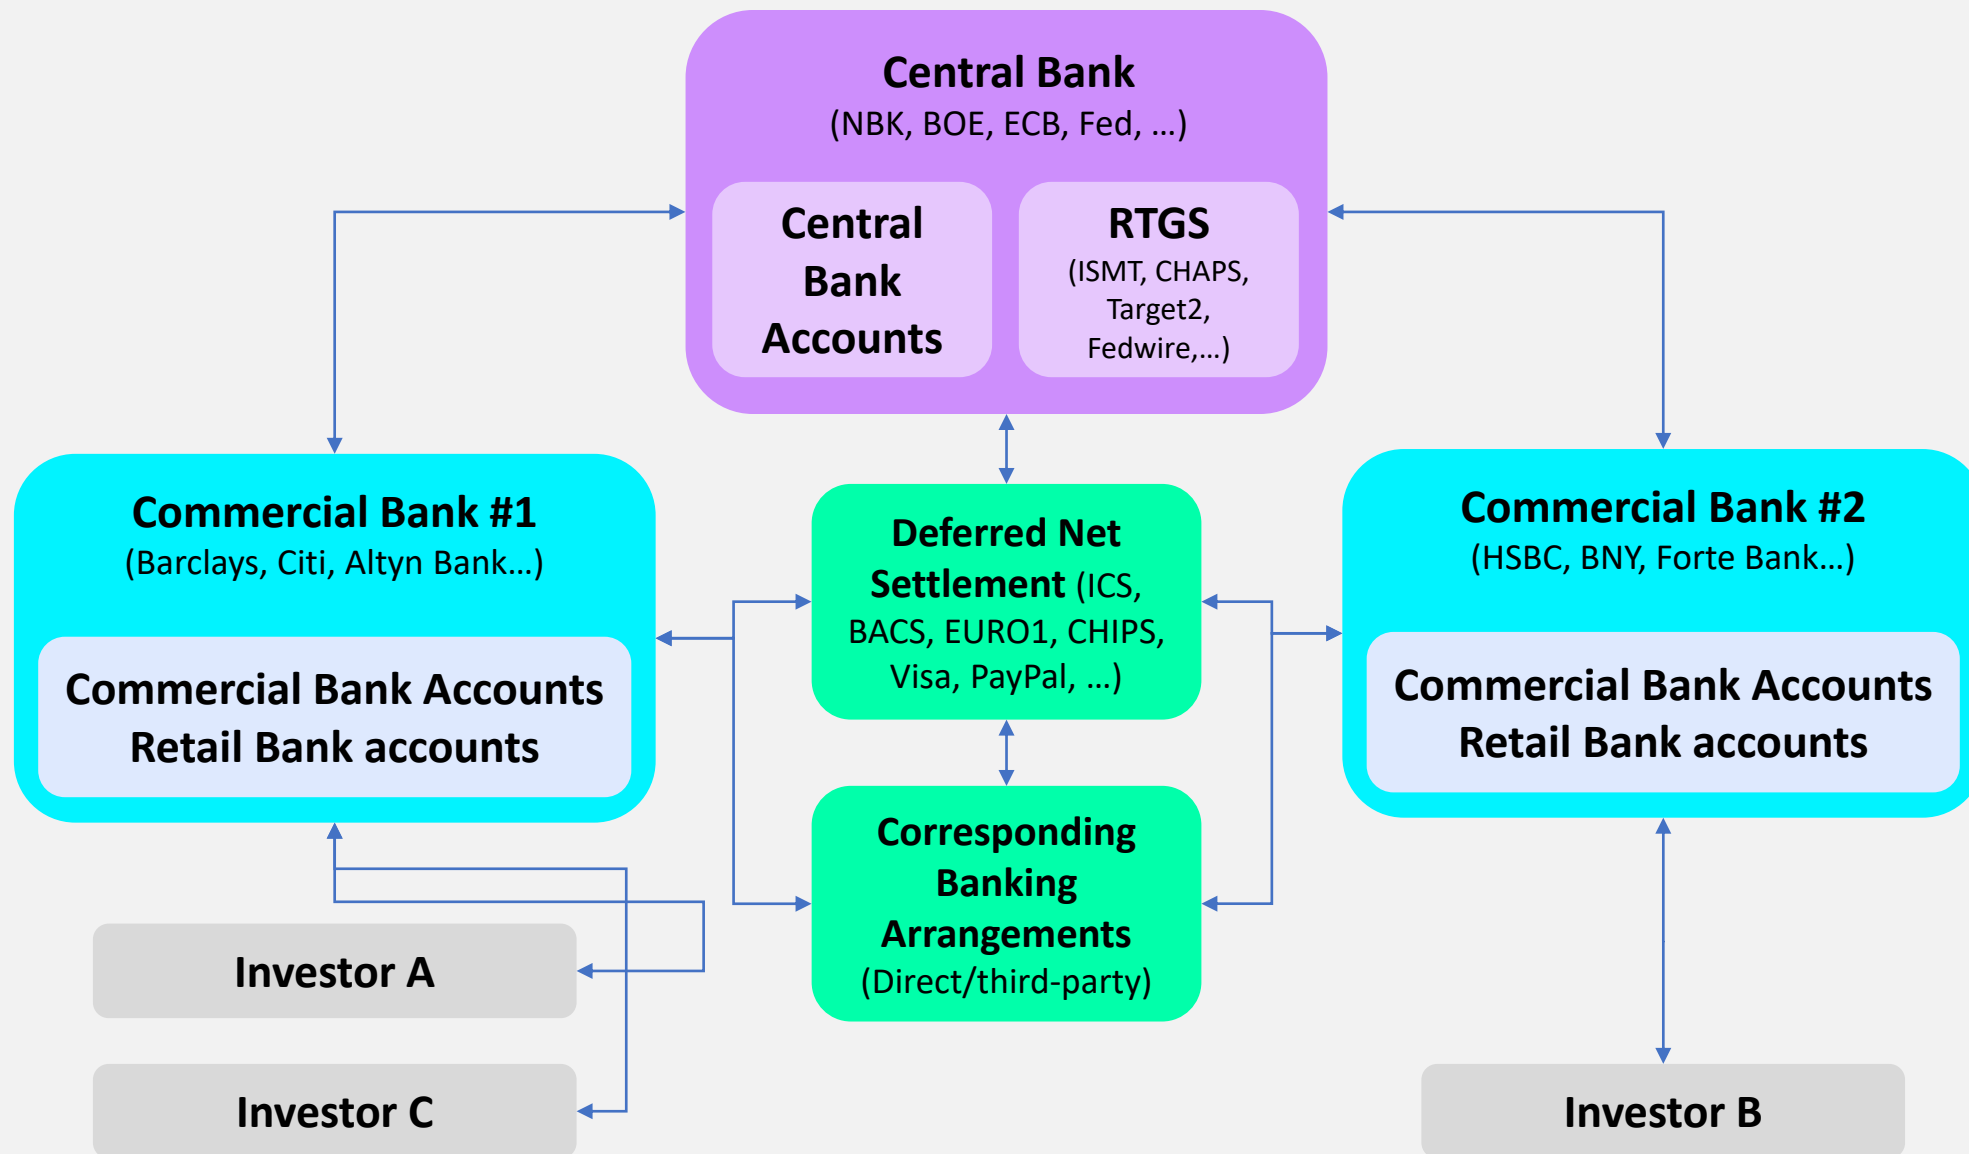 Central Bank
(NBK, BOE, ECB, Fed, …)
Central
Bank
Accounts
RTGS
(ISMT, CHAPS,
Target2,
Fedwire,…)
Commercial Bank #1
(Barclays, Citi, Altyn Bank…)
Commercial Bank Accounts
Retail Bank accounts
Deferred Net
Settlement (ICS,
BACS, EURO1, CHIPS,
Visa, PayPal, …)
Commercial Bank #2
(HSBC, BNY, Forte Bank…)
Commercial Bank Accounts
Retail Bank accounts
Corresponding
Banking
Arrangements
(Direct/third-party)
Investor A
Investor C
Investor B